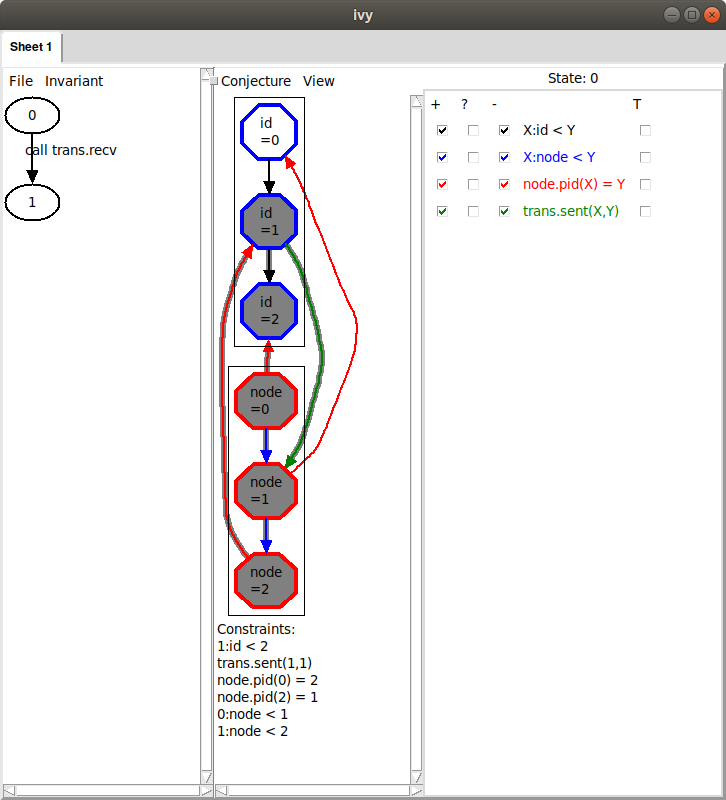 ivy
Sheet 1
File Invariant
0
call trans.recv
1
Conjecture View
id
=0
id
=1
id
=2
node
=0
node
=1
node
=2
Constraints:
1:id < 2
trans.sent(1,1)
node.pid(0) = 2
node.pid(2) = 1
0:node < 1
1:node < 2
State: 0
+ ? - T
X:id < Y
X:node < Y
node.pid(X) = Y
trans.sent(X,Y)